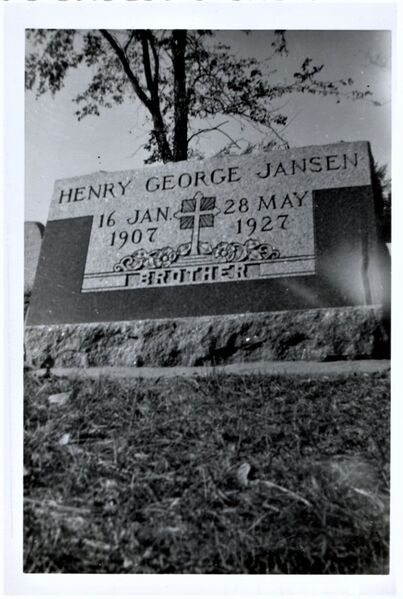 HENRY GEORGE JANSEN
16 JAN. 28 MAY
1907 1927
BROTHER